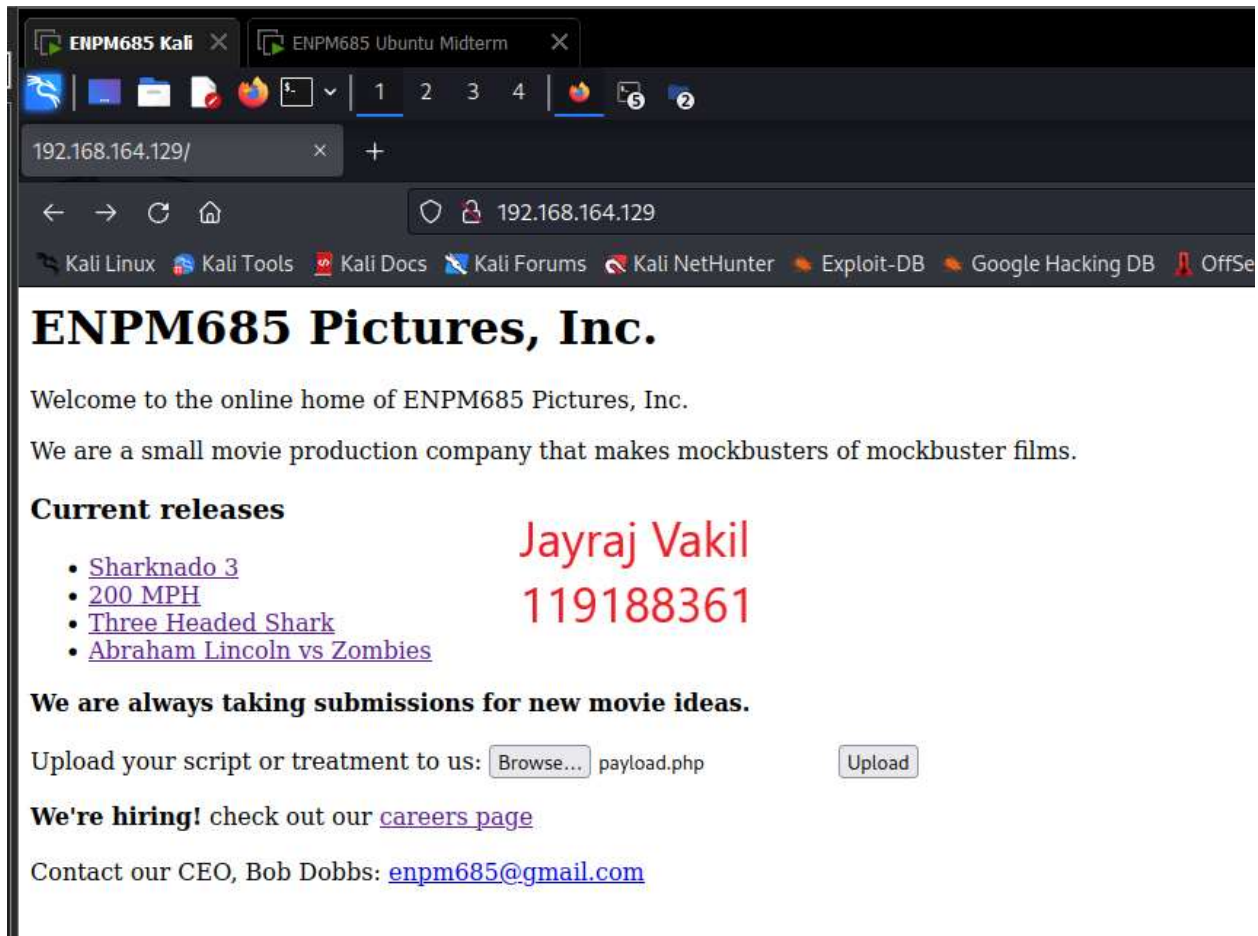 ENPM685 Kali ENPM685 Ubuntu Midterm
1 2 3 4 5 2
192.168.164.129/
192.168.164.129
Kali Linux Kali Tools Kali Docs Kali Forums Kali NetHunter Exploit-DB Google Hacking DB OffSe
ENPM685 Pictures, Inc.
Welcome to the online home of ENPM685 Pictures, Inc.
We are a small movie production company that makes mockbusters of mockbuster films.
Current releases
Jayraj Vakil
119188361
• Sharknado 3
• 200 MPH
• Three Headed Shark
• Abraham Lincoln vs Zombies
We are always taking submissions for new movie ideas.
Upload your script or treatment to us: Browse... payload.php Upload
We're hiring! check out our careers page
Contact our CEO, Bob Dobbs: enpm685@gmail.com